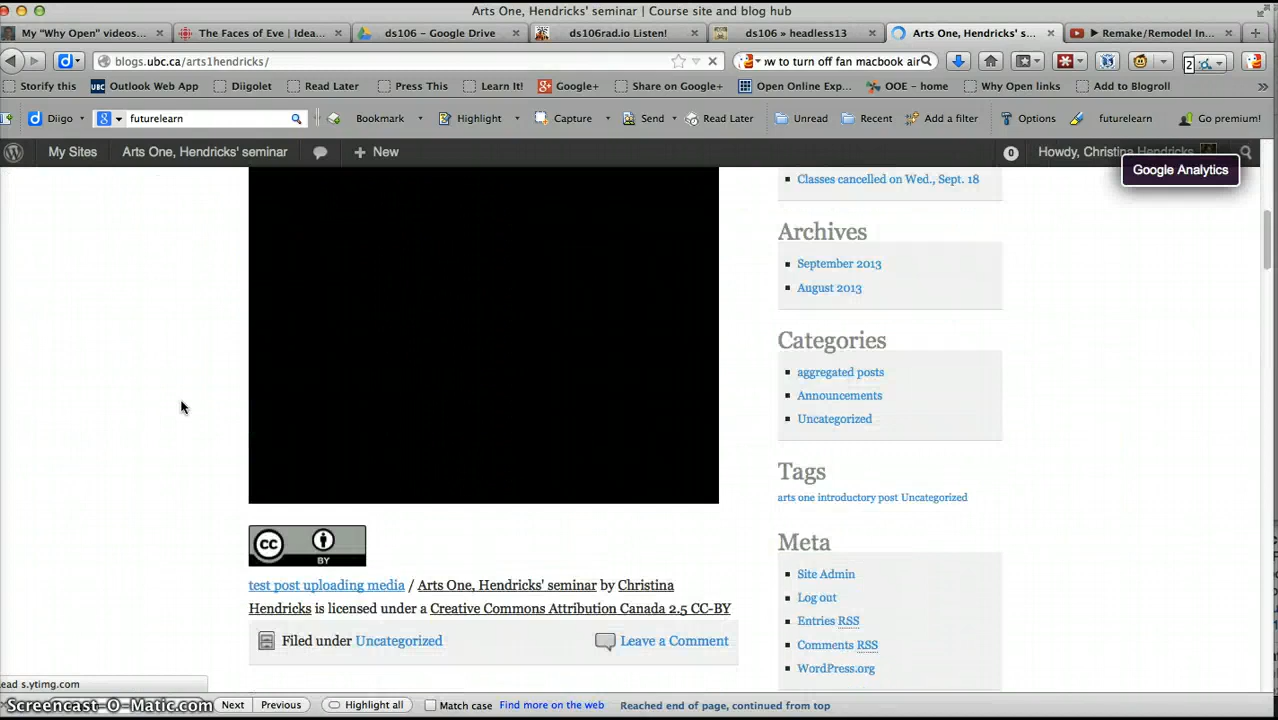 Arts One, Hendricks' seminar | Course site and blog hub
My "Why Open" videos... × The Faces of Eve | Idea... × ds106 – Google Drive × ds106rad.io Listen! × ds106 » headless13 × Arts One, Hendricks' s... × ▶ Remake/Remodel In... ×
blogs.ubc.ca/arts1hendricks/ w to turn off fan macbook air
Storify this UBC Outlook Web App Diigolet Read Later Press This Learn It! Google+ Share on Google+ Open Online Exp... OOE – home Why Open links Add to Blogroll »
Diigo futurelearn Bookmark Highlight Capture Send Read Later Unread Recent Add a filter Options futurelearn Go premium!
My Sites Arts One, Hendricks' seminar + New 0 Howdy, Christina Hendricks
Google Analytics
Classes cancelled on Wed., Sept. 18
Archives
September 2013
August 2013
Categories
aggregated posts
Announcements
Uncategorized
Tags
arts one introductory post Uncategorized
Meta
Site Admin
Log out
Entries RSS
Comments RSS
WordPress.org
CC BY
test post uploading media / Arts One, Hendricks' seminar by Christina
Hendricks is licensed under a Creative Commons Attribution Canada 2.5 CC-BY
Filed under Uncategorized Leave a Comment
ead s.ytimg.com
Screencast-O-Matic.com Next Previous Highlight all Match case Find more on the web Reached end of page, continued from top